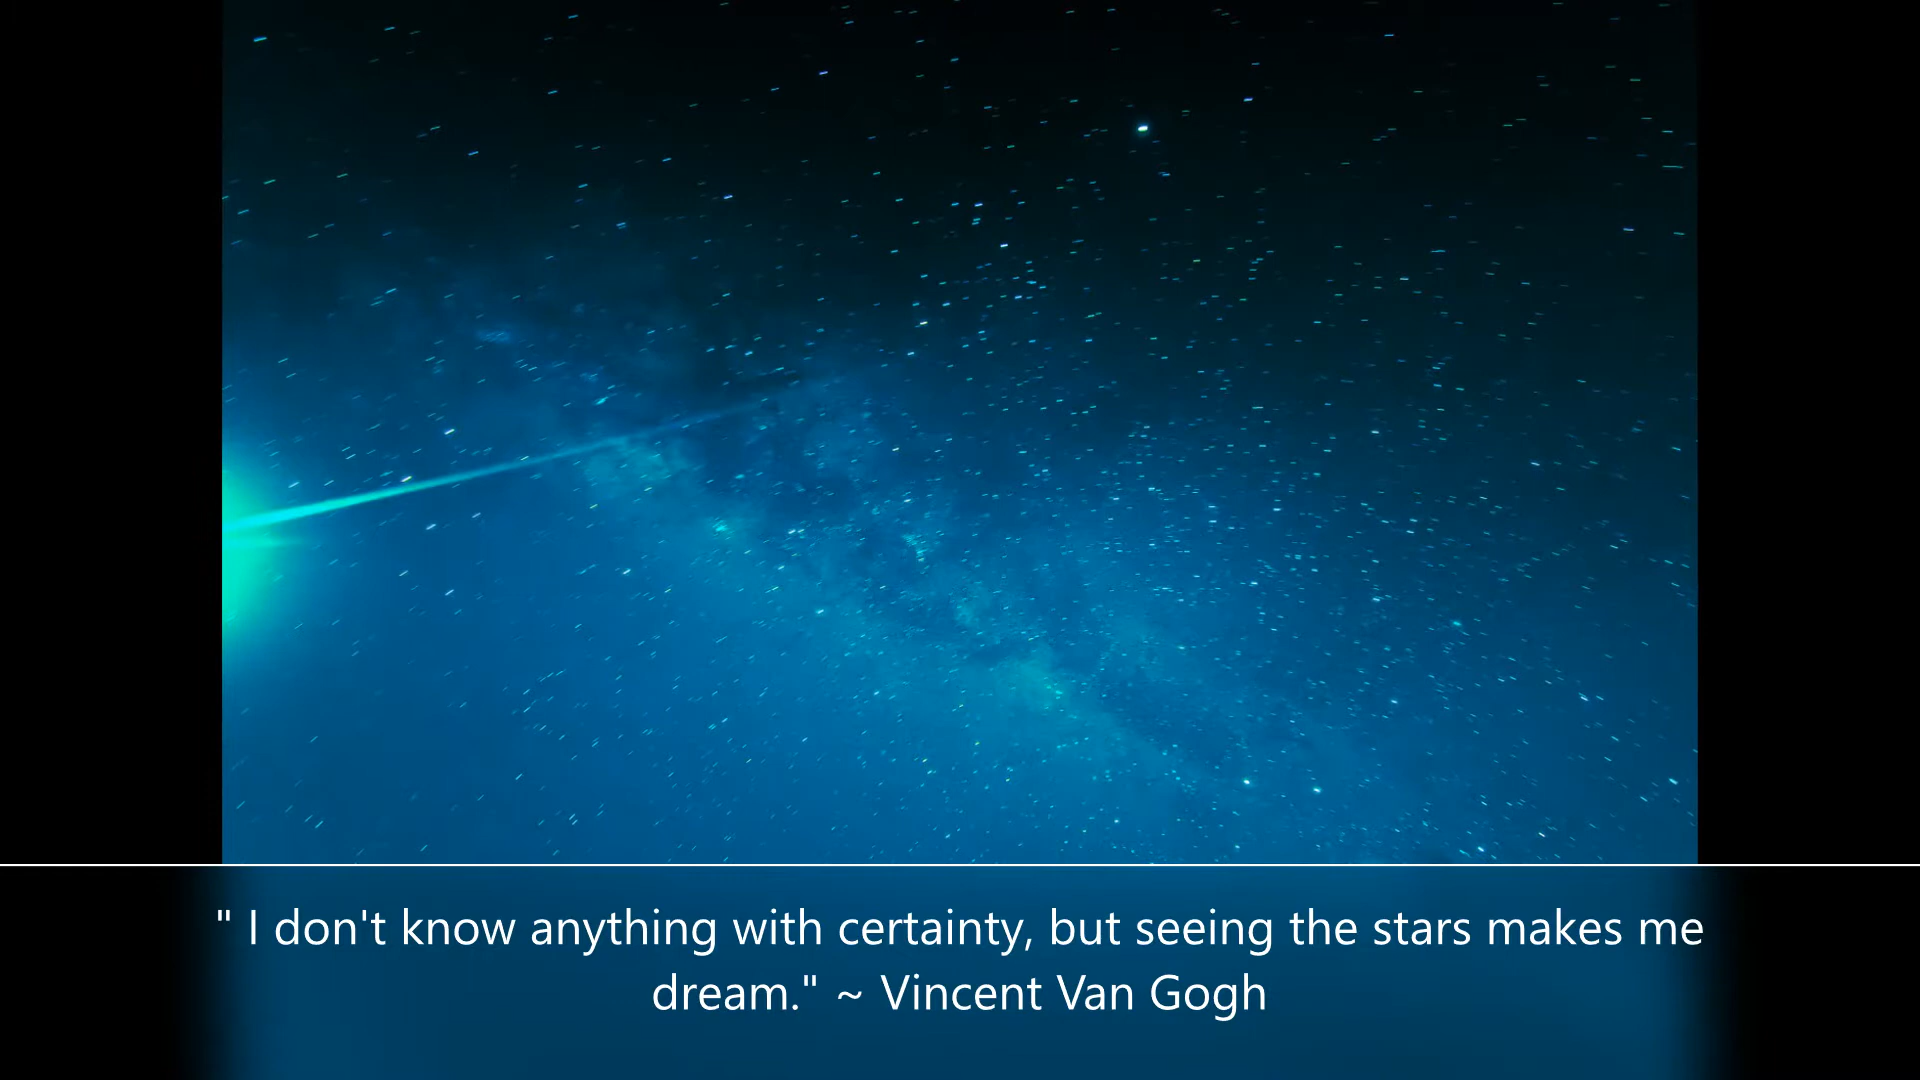 " I don't know anything with certainty, but seeing the stars makes me
dream." ~ Vincent Van Gogh